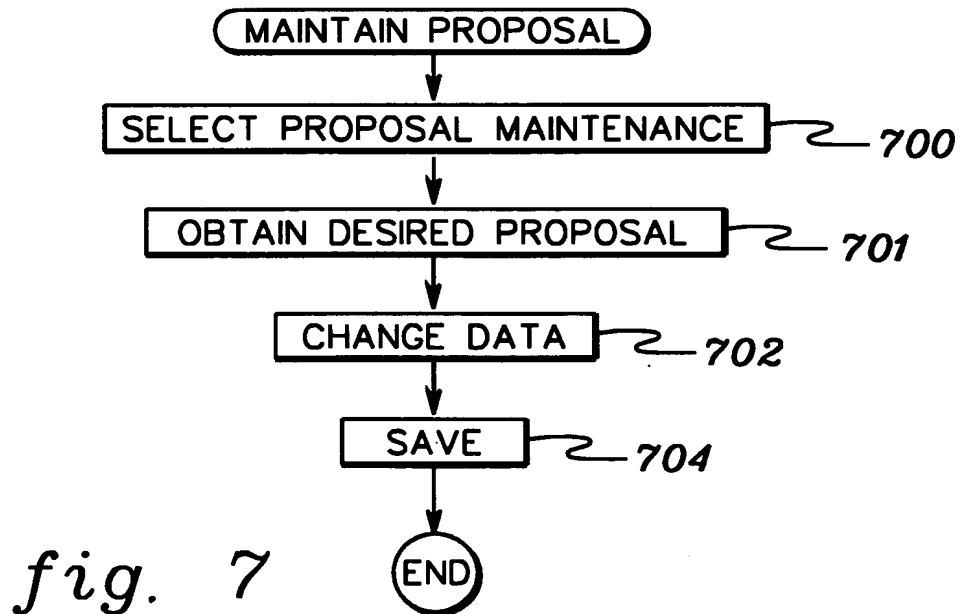 MAINTAIN PROPOSAL
SELECT PROPOSAL MAINTENANCE 700
OBTAIN DESIRED PROPOSAL 701
CHANGE DATA 702
SAVE 704
END
fig. 7